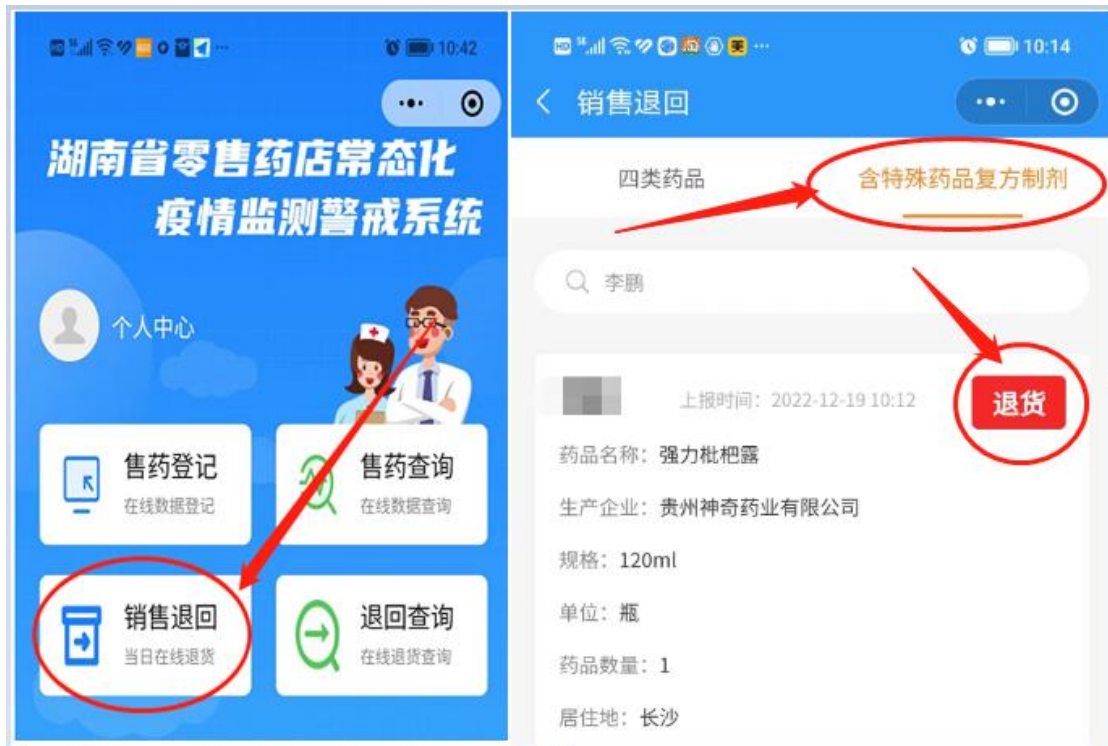 10:42
湖南省零售药店常态化
疫情监测警戒系统
个人中心
售药登记
在线数据登记
售药查询
在线数据查询
销售退回
当日在线退货
退回查询
在线退货查询
10:14
销售退回
四类药品
含特殊药品复方制剂
李鹏
上报时间：2022-12-19 10:12
退货
药品名称：强力枇杷露
生产企业：贵州神奇药业有限公司
规格：120ml
单位：瓶
药品数量：1
居住地：长沙